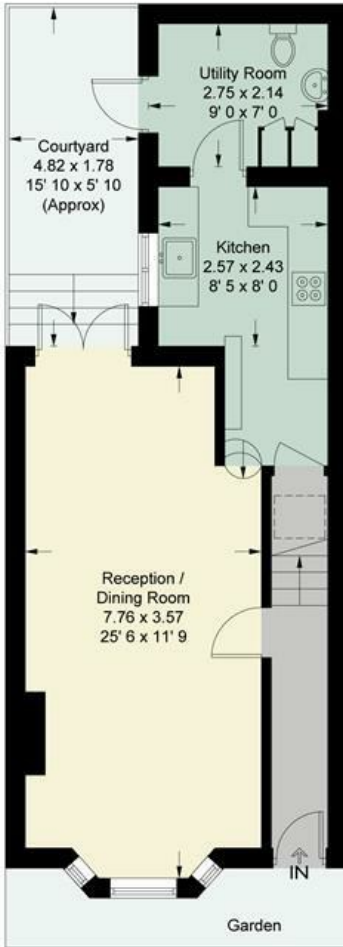 Utility Room
2.75 x 2.14
9' 0 x 7' 0
Courtyard
4.82 x 1.78
15' 10 x 5' 10
(Approx)
Kitchen
2.57 x 2.43
8' 5 x 8' 0
Reception /
Dining Room
7.76 x 3.57
25' 6 x 11' 9
IN
Garden